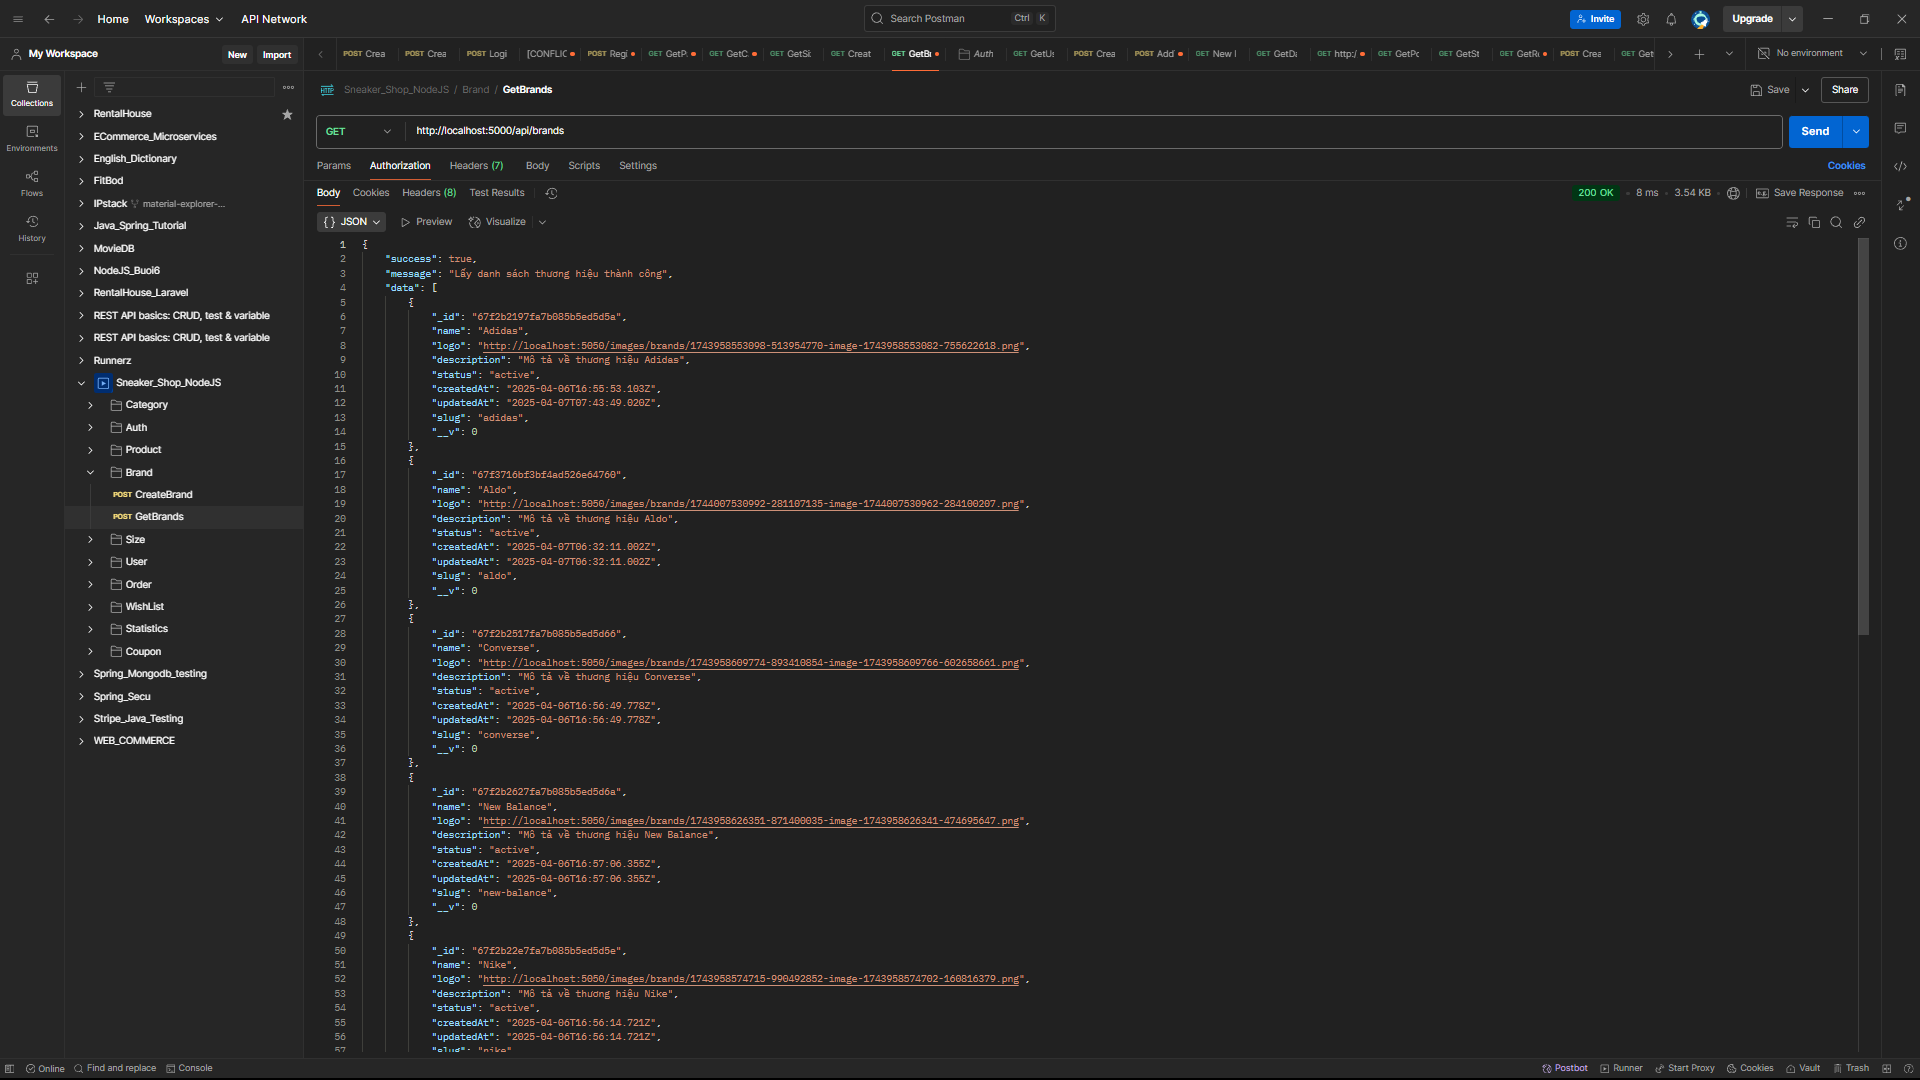 Home Workspaces API Network Search Postman Ctrl K Invite Upgrade
My Workspace New Import
POST Crea POST Crea POST Logi [CONFLIC POST Regi GET GetP. GET GetC. GET GetSi GET Creat GET GetB Auth GET GetU POST Crea POST Add GET New I GET GetD. GET http:/ GET GetPo GET GetSt GET GetR. POST Crea GET Get No environment
Collections
Environments
Flows
History
RentalHouse
ECommerce_Microservices
English_Dictionary
FitBod
IPstack material-explorer-...
Java_Spring_Tutorial
MovieDB
NodeJS_Buoi6
RentalHouse_Laravel
REST API basics: CRUD, test & variable
REST API basics: CRUD, test & variable
Runnerz
Sneaker_Shop_NodeJS
Category
Auth
Product
Brand
POST CreateBrand
POST GetBrands
Size
User
Order
WishList
Statistics
Coupon
Spring_Mongodb_testing
Spring_Secu
Stripe_Java_Testing
WEB_COMMERCE
HTTP Sneaker_Shop_NodeJS / Brand / GetBrands Save Share
GET http://localhost:5000/api/brands Send
Params Authorization Headers (7) Body Scripts Settings Cookies
Body Cookies Headers (8) Test Results 200 OK 8 ms 3.54 KB Save Response
{} JSON Preview Visualize
1 {
2 "success": true,
3 "message": "Lấy danh sách thương hiệu thành công",
4 "data": [
5 {
6 "_id": "67f2b2197fa7b085b5ed5d5a",
7 "name": "Adidas",
8 "logo": "http://localhost:5050/images/brands/1743958553098-513954770-image-1743958553082-755622618.png",
9 "description": "Mô tả về thương hiệu Adidas",
10 "status": "active",
11 "createdAt": "2025-04-06T16:55:53.103Z",
12 "updatedAt": "2025-04-07T07:43:49.020Z",
13 "slug": "adidas",
14 "__v": 0
15 },
16 {
17 "_id": "67f3716bf3bf4ad526e64760",
18 "name": "Aldo",
19 "logo": "http://localhost:5050/images/brands/1744007530992-281107135-image-1744007530962-284100207.png",
20 "description": "Mô tả về thương hiệu Aldo",
21 "status": "active",
22 "createdAt": "2025-04-07T06:32:11.002Z",
23 "updatedAt": "2025-04-07T06:32:11.002Z",
24 "slug": "aldo",
25 "__v": 0
26 },
27 {
28 "_id": "67f2b2517fa7b085b5ed5d66",
29 "name": "Converse",
30 "logo": "http://localhost:5050/images/brands/1743958609774-893410854-image-1743958609766-602658661.png",
31 "description": "Mô tả về thương hiệu Converse",
32 "status": "active",
33 "createdAt": "2025-04-06T16:56:49.778Z",
34 "updatedAt": "2025-04-06T16:56:49.778Z",
35 "slug": "converse",
36 "__v": 0
37 },
38 {
39 "_id": "67f2b2627fa7b085b5ed5d6a",
40 "name": "New Balance",
41 "logo": "http://localhost:5050/images/brands/1743958626351-871400035-image-1743958626341-474695647.png",
42 "description": "Mô tả về thương hiệu New Balance",
43 "status": "active",
44 "createdAt": "2025-04-06T16:57:06.355Z",
45 "updatedAt": "2025-04-06T16:57:06.355Z",
46 "slug": "new-balance",
47 "__v": 0
48 },
49 {
50 "_id": "67f2b22e7fa7b085b5ed5d5e",
51 "name": "Nike",
52 "logo": "http://localhost:5050/images/brands/1743958574715-990492852-image-1743958574702-160816379.png",
53 "description": "Mô tả về thương hiệu Nike",
54 "status": "active",
55 "createdAt": "2025-04-06T16:56:14.721Z",
56 "updatedAt": "2025-04-06T16:56:14.721Z",
57 "slug": "nike"
Online Find and replace Console Postbot Runner Start Proxy Cookies Vault Trash